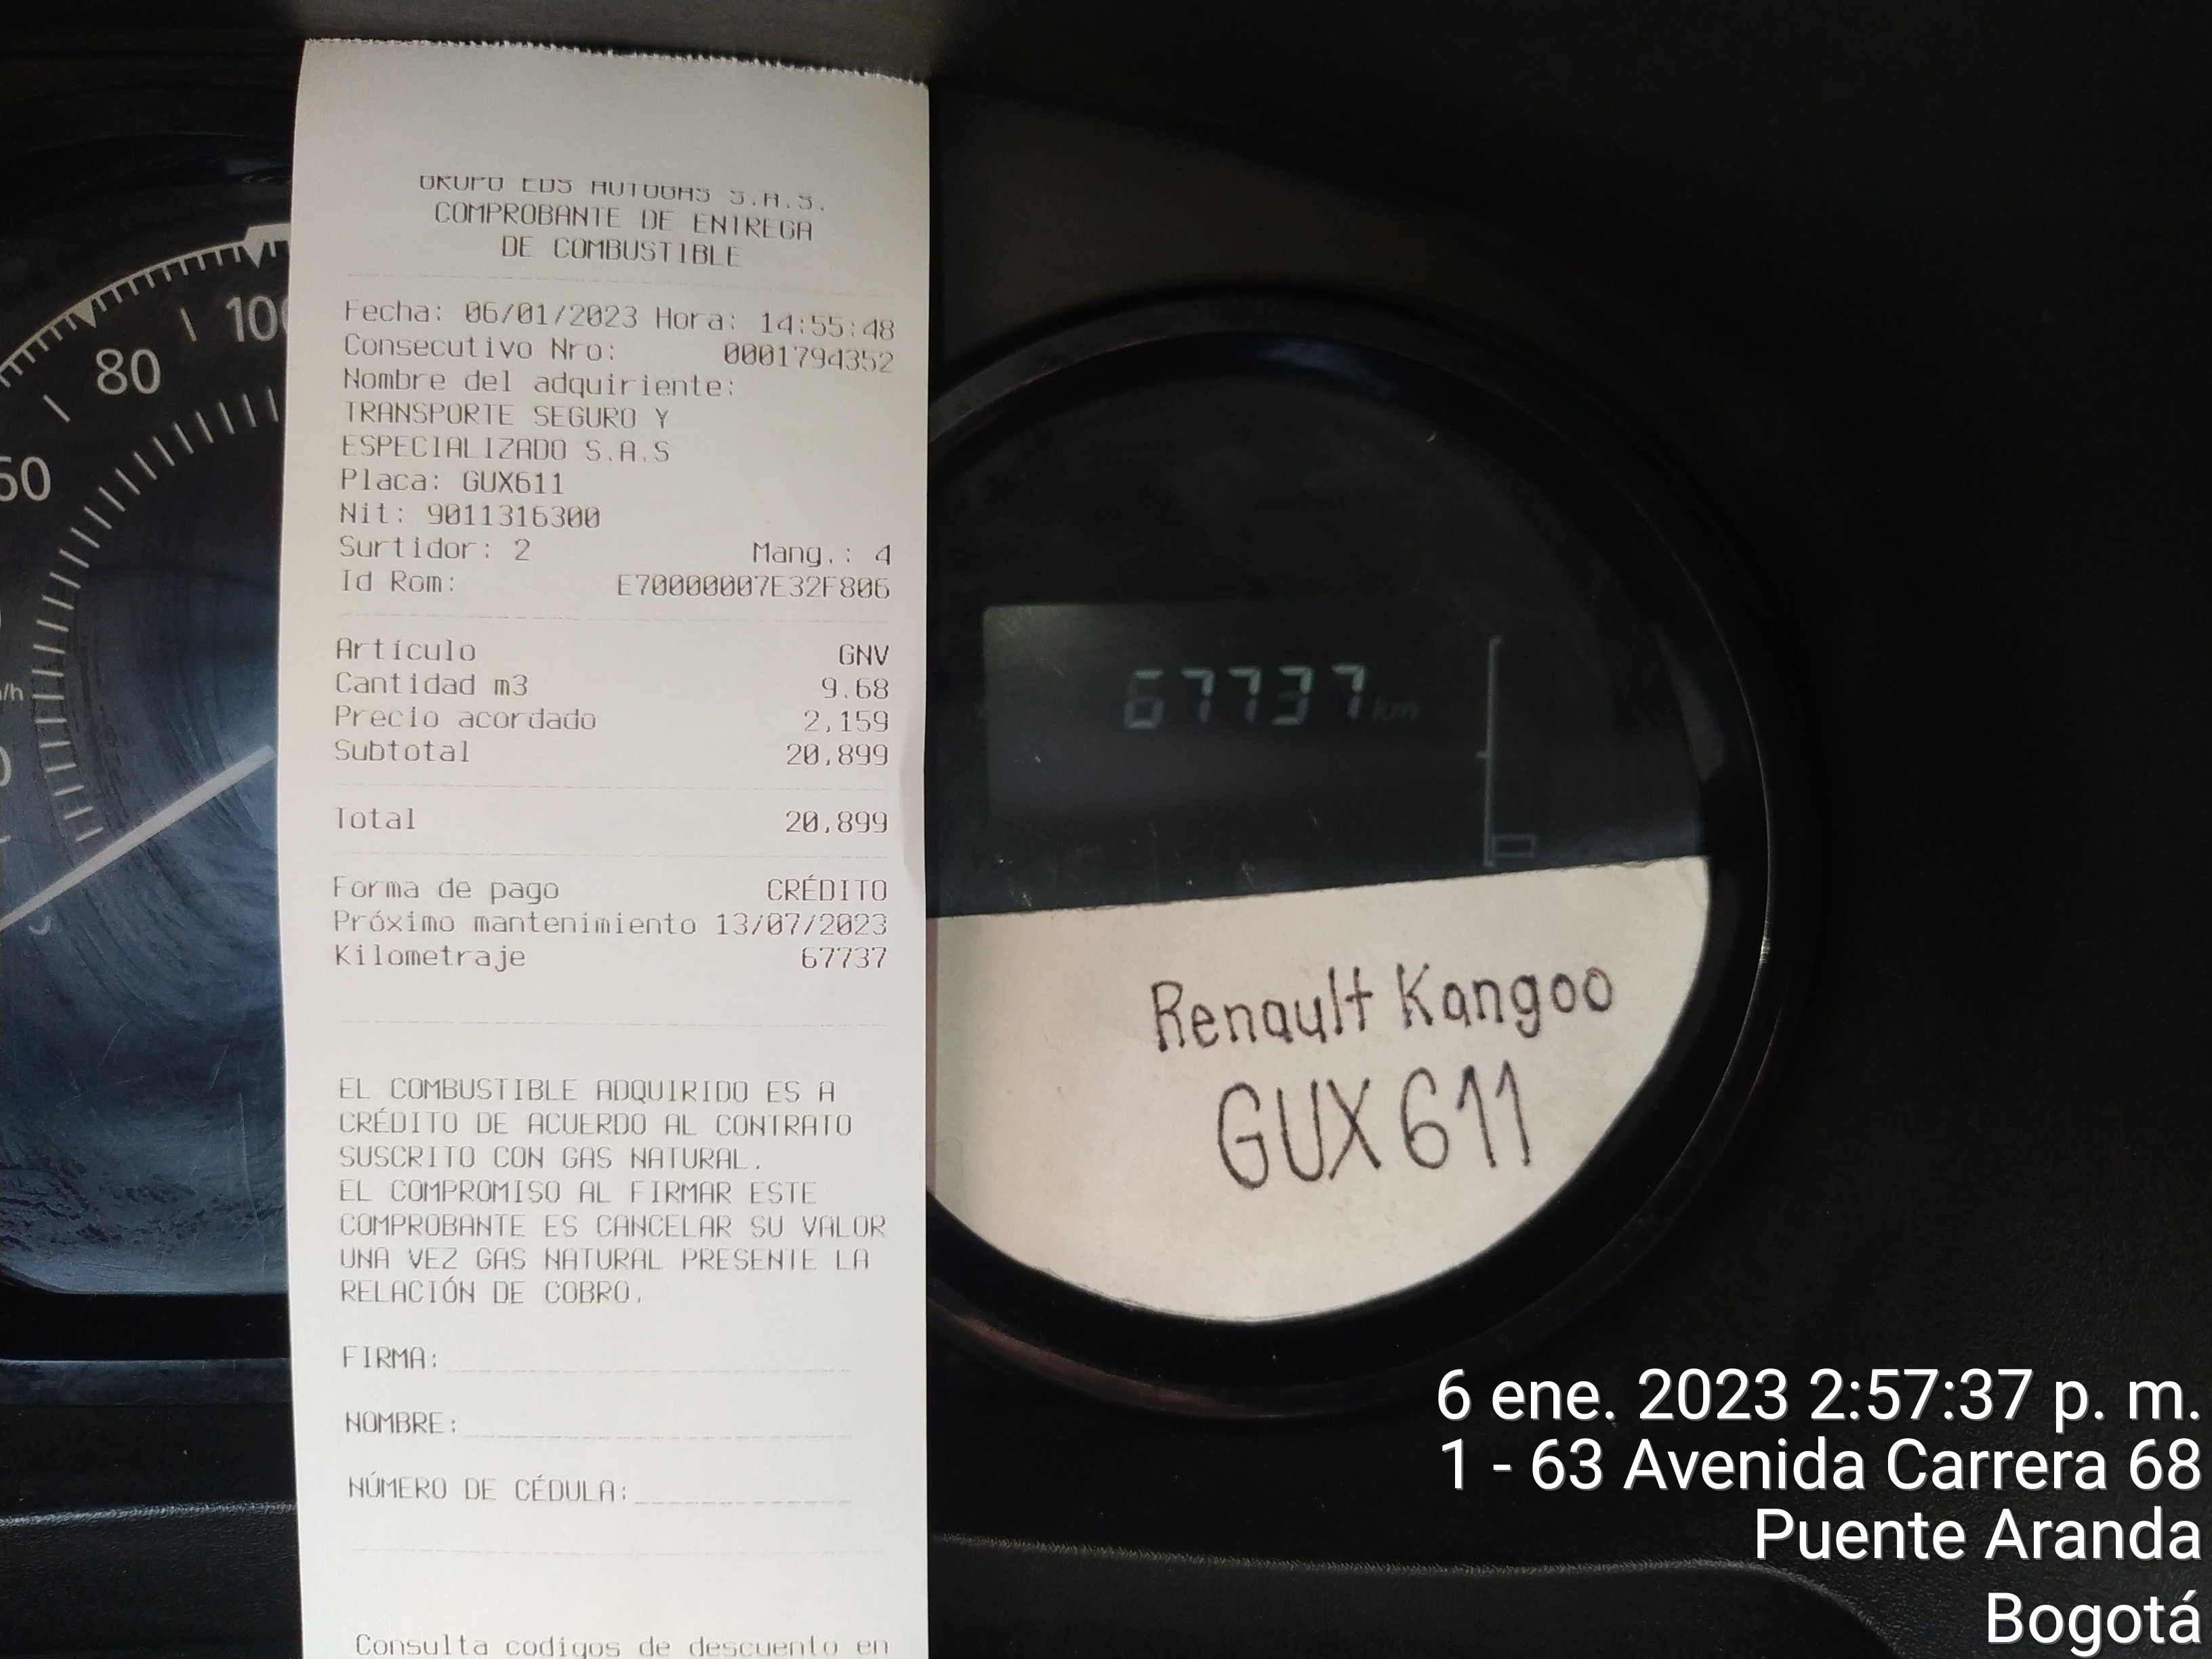 GRUPO EDS AUTOGAS S.A.S.
COMPROBANTE DE ENTREGA
DE COMBUSTIBLE
Fecha: 06/01/2023 Hora: 14:55:48
Consecutivo Nro: 0001794352
Nombre del adquiriente:
TRANSPORTE SEGURO Y
ESPECIALIZADO S.A.S
Placa: GUX611
Nit: 9011316300
Surtidor: 2 Mang.: 4
Id Rom: E70000007E32F806
Artículo GNV
Cantidad m3 9.68
Precio acordado 2,159
Subtotal 20,899
Total 20,899
Forma de pago CRÉDITO
Próximo mantenimiento 13/07/2023
Kilometraje 67737
EL COMBUSTIBLE ADQUIRIDO ES A
CRÉDITO DE ACUERDO AL CONTRATO
SUSCRITO CON GAS NATURAL.
EL COMPROMISO AL FIRMAR ESTE
COMPROBANTE ES CANCELAR SU VALOR
UNA VEZ GAS NATURAL PRESENTE LA
RELACIÓN DE COBRO.
FIRMA:
NOMBRE:
NÚMERO DE CÉDULA:
Consulta codigos de descuento en
80
100
60
67737 km
Renault Kangoo
GUX 611
6 ene. 2023 2:57:37 p. m.
1 - 63 Avenida Carrera 68
Puente Aranda
Bogotá